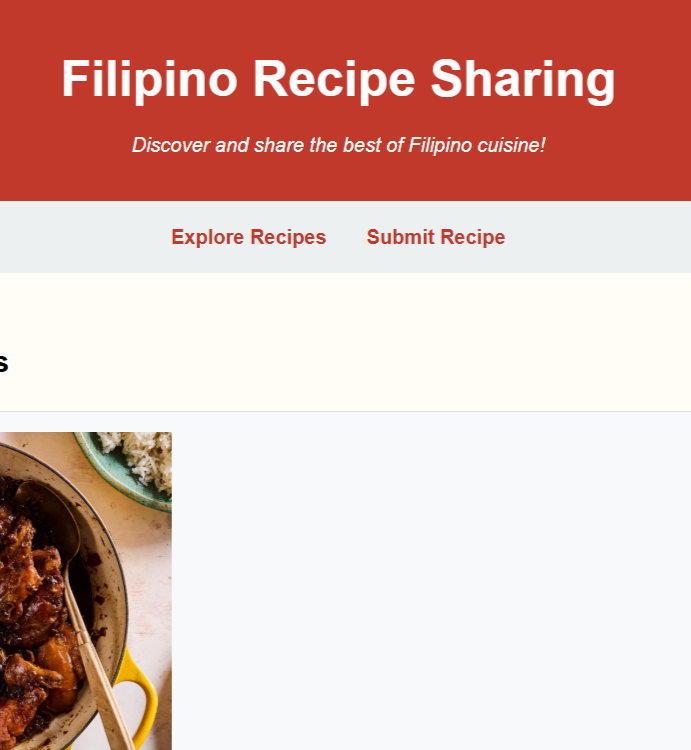 Filipino Recipe Sharing
Discover and share the best of Filipino cuisine!
Explore Recipes Submit Recipe
s